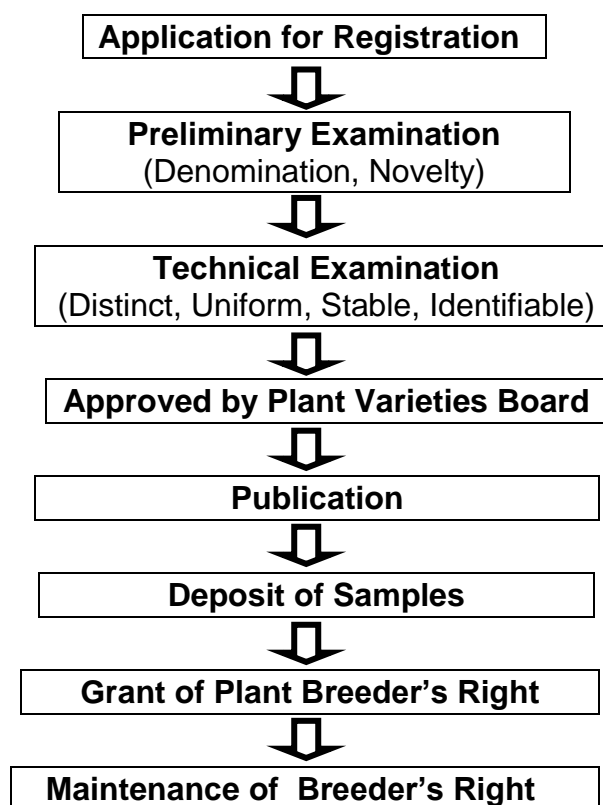 Application for Registration
Preliminary Examination
(Denomination, Novelty)
Technical Examination
(Distinct, Uniform, Stable, Identifiable)
Approved by Plant Varieties Board
Publication
Deposit of Samples
Grant of Plant Breeder’s Right
Maintenance of Breeder’s Right